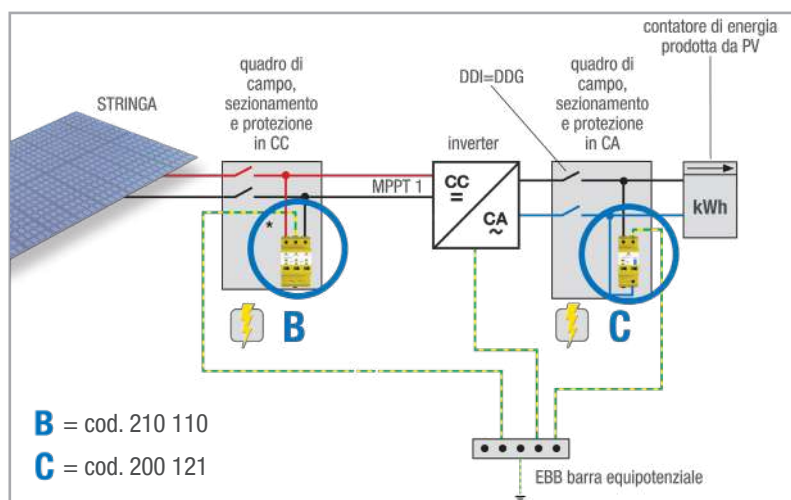 contatore di energia
prodotta da PV
quadro di
campo,
sezionamento
e protezione
in CC
quadro di
campo,
sezionamento
e protezione
in CA
DDI=DDG
STRINGA
inverter
MPPT 1
CC
=
CA
~
kWh
*
B
C
B = cod. 210 110
C = cod. 200 121
EBB barra equipotenziale